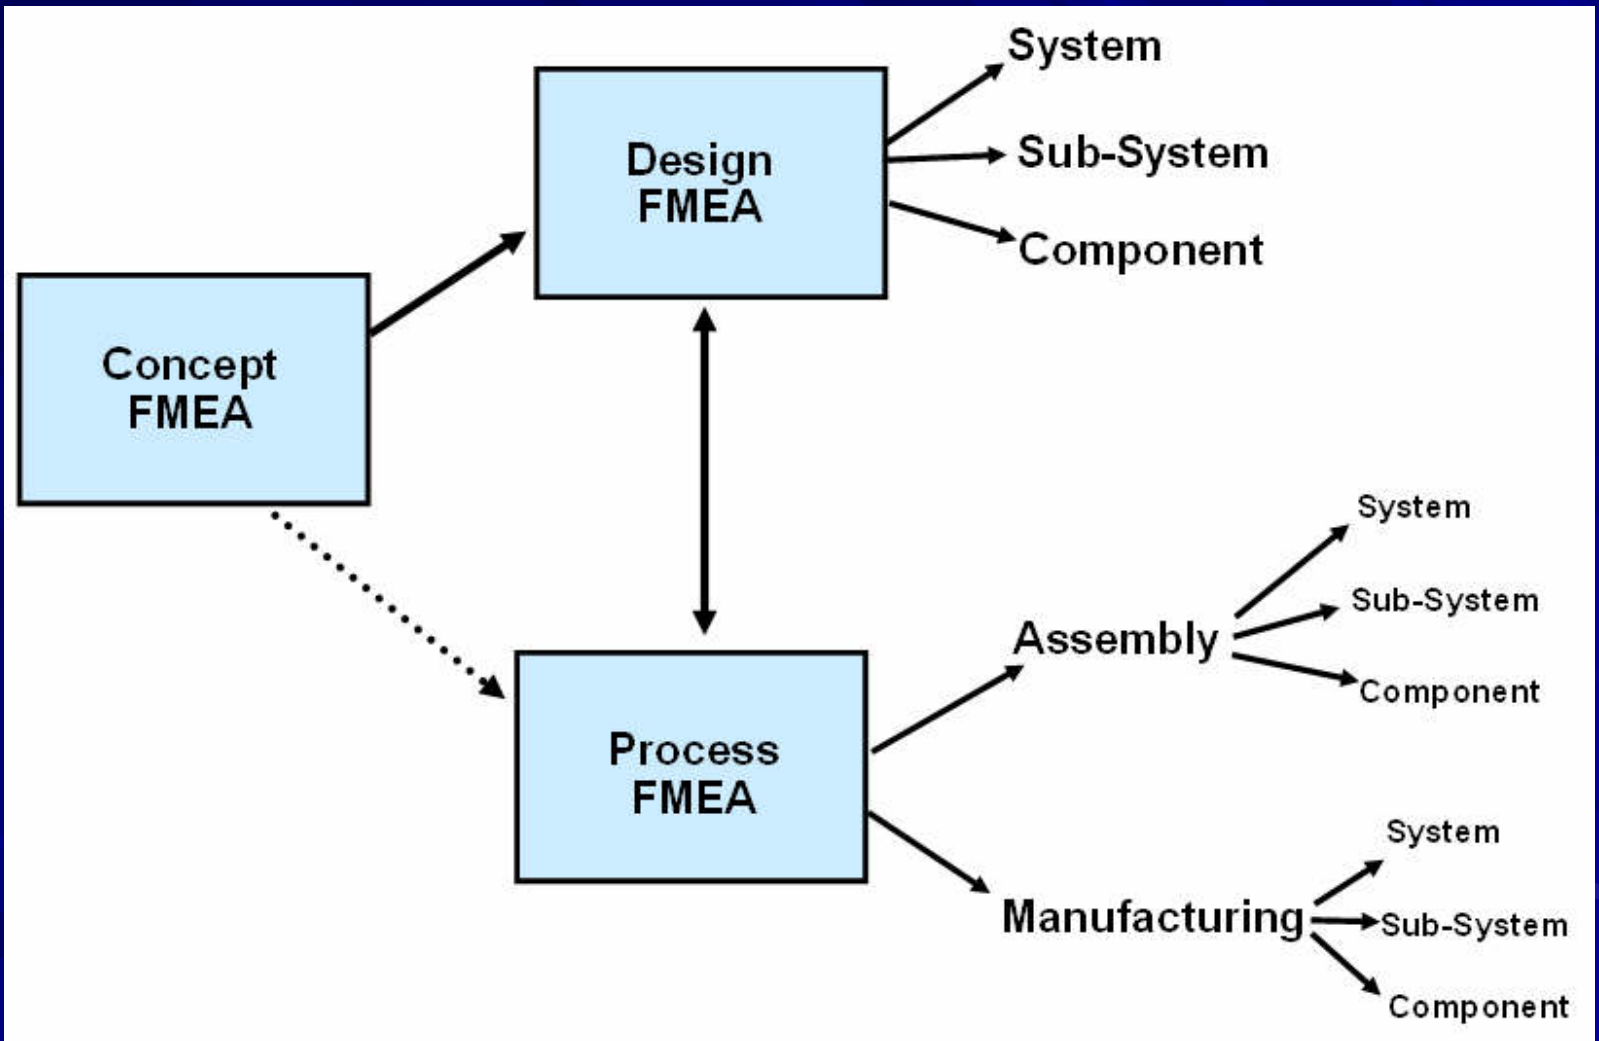 System
Design
FMEA
Sub-System
Component
Concept
FMEA
Process
FMEA
Assembly
System
Sub-System
Component
Manufacturing
System
Sub-System
Component